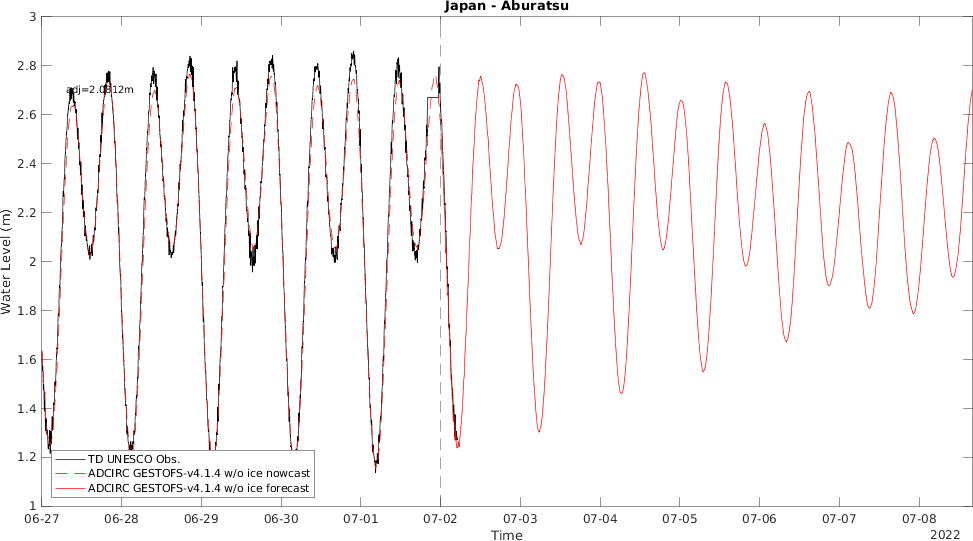 Japan - Aburatsu
3
2.8
adj=2.0812m
2.6
2.4
2.2
2
1.8
1.6
1.4
1.2
1
Water Level (m)
TD UNESCO Obs.
ADCIRC GESTOFS-v4.1.4 w/o ice nowcast
ADCIRC GESTOFS-v4.1.4 w/o ice forecast
06-27 06-28 06-29 06-30 07-01 07-02 07-03 07-04 07-05 07-06 07-07 07-08
Time
2022